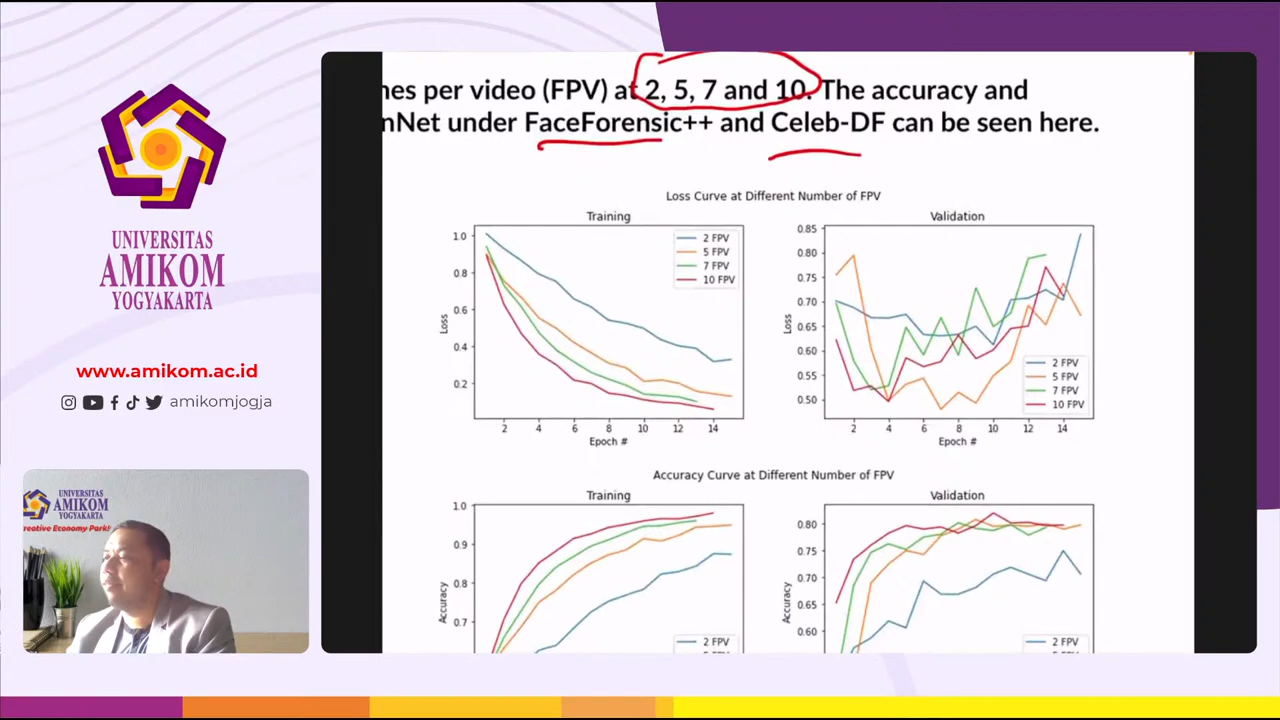 UNIVERSITAS
AMIKOM
YOGYAKARTA
www.amikom.ac.id
amikomjogja
UNIVERSITAS
AMIKOM
YOGYAKARTA
Creative Economy Park!
nes per video (FPV) at 2, 5, 7 and 10. The accuracy and
nNet under FaceForensic++ and Celeb-DF can be seen here.
Loss Curve at Different Number of FPV
Training
Loss
1.0
0.8
0.6
0.4
0.2
2 FPV
5 FPV
7 FPV
10 FPV
2 4 6 8 10 12 14
Epoch #
Validation
Loss
0.85
0.80
0.75
0.70
0.65
0.60
0.55
0.50
2 FPV
5 FPV
7 FPV
10 FPV
2 4 6 8 10 12 14
Epoch #
Accuracy Curve at Different Number of FPV
Training
Accuracy
1.0
0.9
0.8
0.7
2 FPV
Validation
Accuracy
0.80
0.75
0.70
0.65
0.60
2 FPV